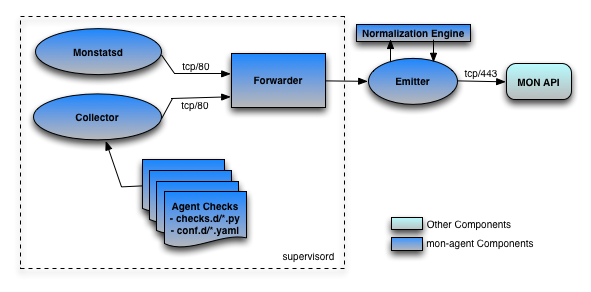 Monstatsd
tcp/80
Forwarder
Collector
tcp/80
Agent Checks
- checks.d/*.py
- conf.d/*.yaml
supervisord
Normalization Engine
Emitter
tcp/443
MON API
Other Components
mon-agent Components